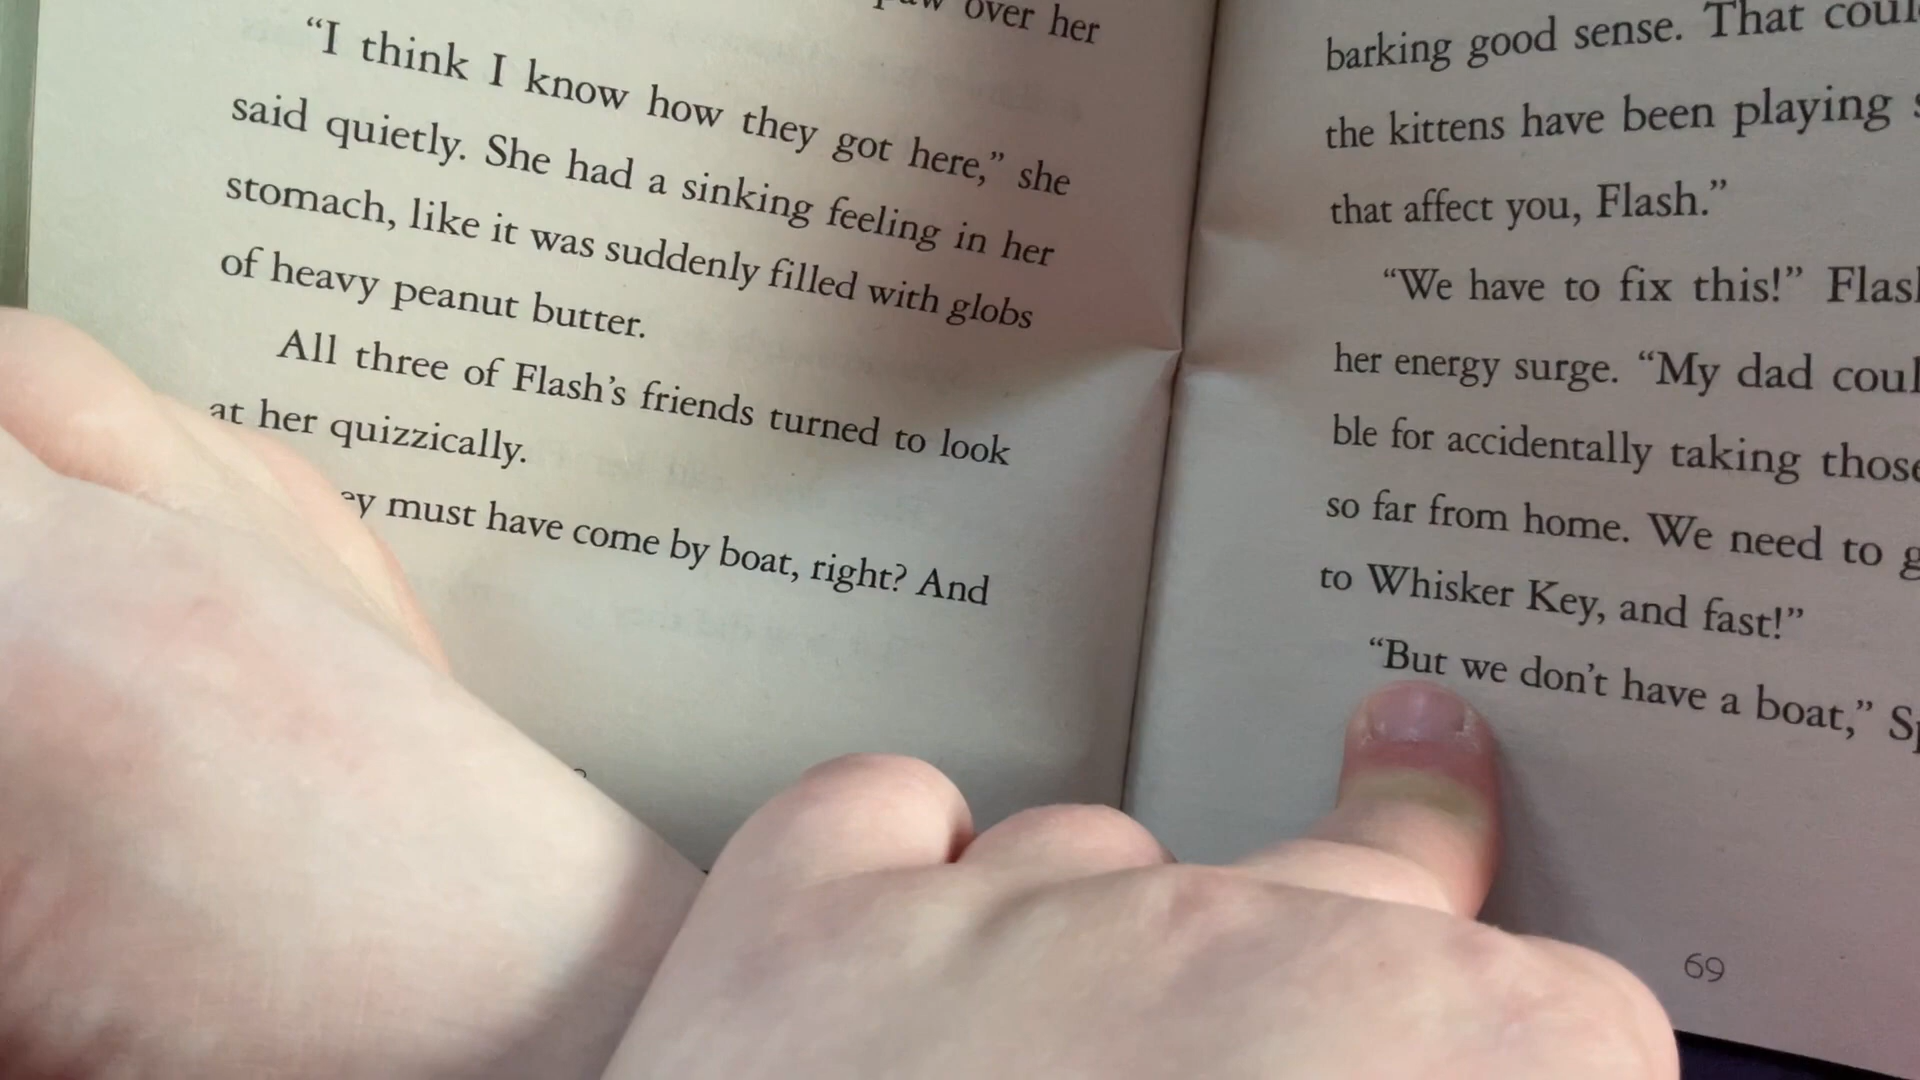 over her
“I think I know how they got here,” she
said quietly. She had a sinking feeling in her
stomach, like it was suddenly filled with globs
of heavy peanut butter.
All three of Flash’s friends turned to look
at her quizzically.
must have come by boat, right? And
barking good sense. That
the kittens have been playing
that affect you, Flash.”
“We have to fix this!”
her energy surge. “My dad
ble for accidentally taking those
so far from home. We need to
to Whisker Key, and fast!”
“But we don’t have a boat,”
69